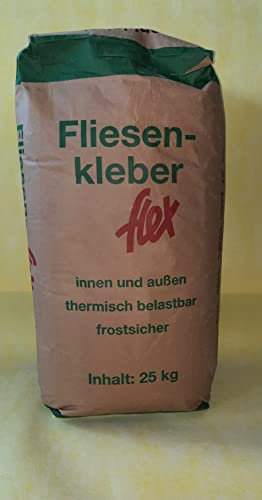 Fliesen-
kleber
flex
innen und außen
thermisch belastbar
frostsicher
Inhalt: 25 kg